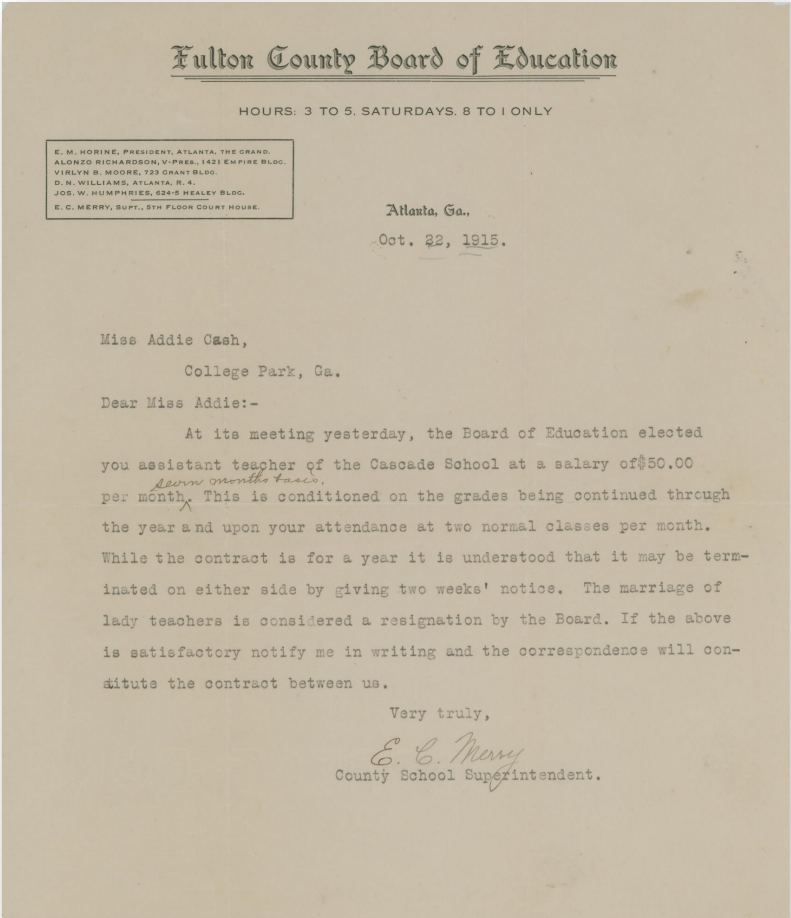 Fulton County Board of Education
HOURS: 3 TO 5. SATURDAYS. 8 TO 1 ONLY
E. M. HORINE, PRESIDENT, ATLANTA, THE GRAND.
ALONZO RICHARDSON, V-PRES., 1421 EMPIRE BLDG.
VIRLYN B. MOORE, 723 GRANT BLDG.
D. N. WILLIAMS, ATLANTA, R. 4.
JOS. W. HUMPHRIES, 624-5 HEALEY BLDG.
E. C. MERRY, SUPT., 5TH FLOOR COURT HOUSE.
Atlanta, Ga.,
Oct. 22, 1915.
Miss Addie Cash,
College Park, Ga.
Dear Miss Addie:-
At its meeting yesterday, the Board of Education elected
you assistant teacher of the Cascade School at a salary of$50.00
sevin months basis.
per month. This is conditioned on the grades being continued through
the year and upon your attendance at two normal classes per month.
While the contract is for a year it is understood that it may be term-
inated on either side by giving two weeks' notice. The marriage of
lady teachers is considered a resignation by the Board. If the above
is satisfactory notify me in writing and the correspondence will con-
stitute the contract between us.
Very truly,
E. C. Merry
County School Superintendent.